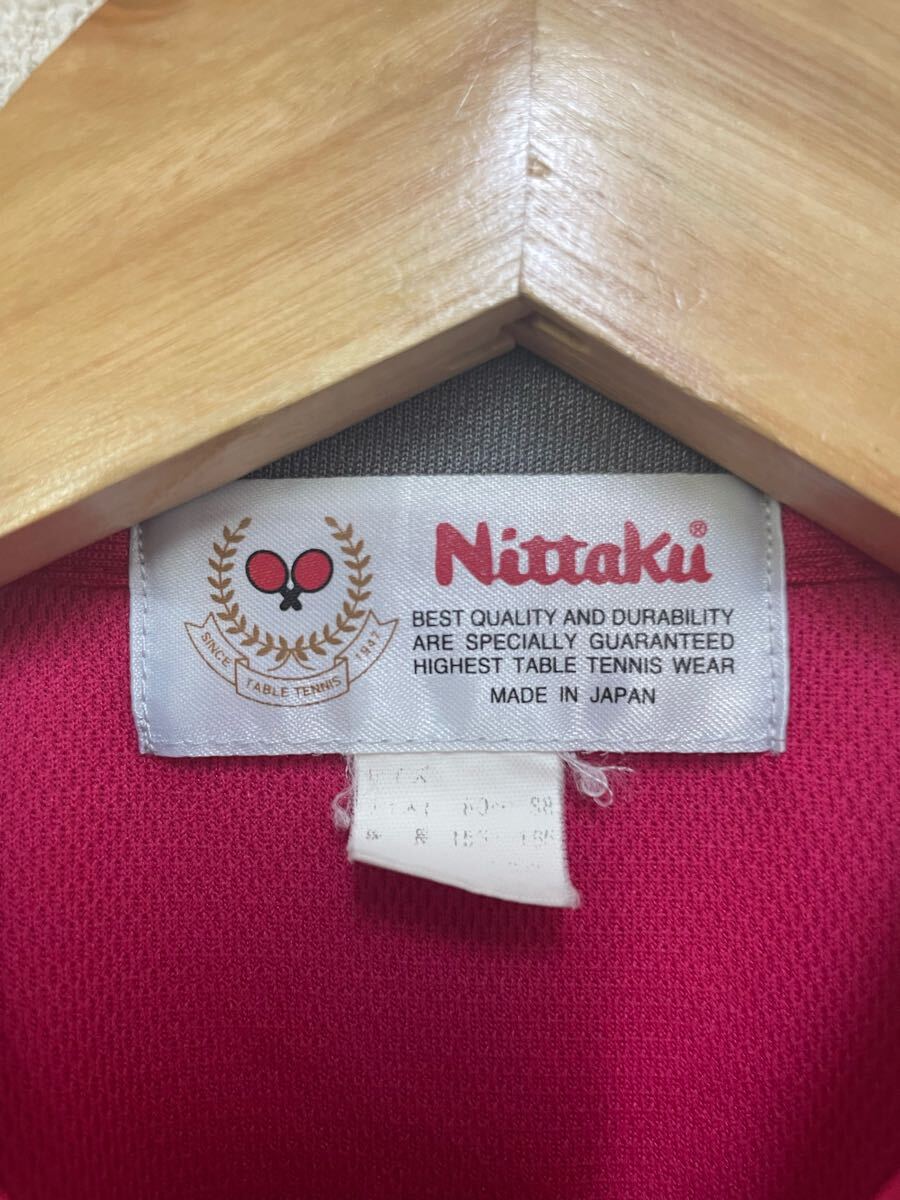 Nittaku®
BEST QUALITY AND DURABILITY
ARE SPECIALLY GUARANTEED
HIGHEST TABLE TENNIS WEAR
MADE IN JAPAN
SINCE 1947
TABLE TENNIS